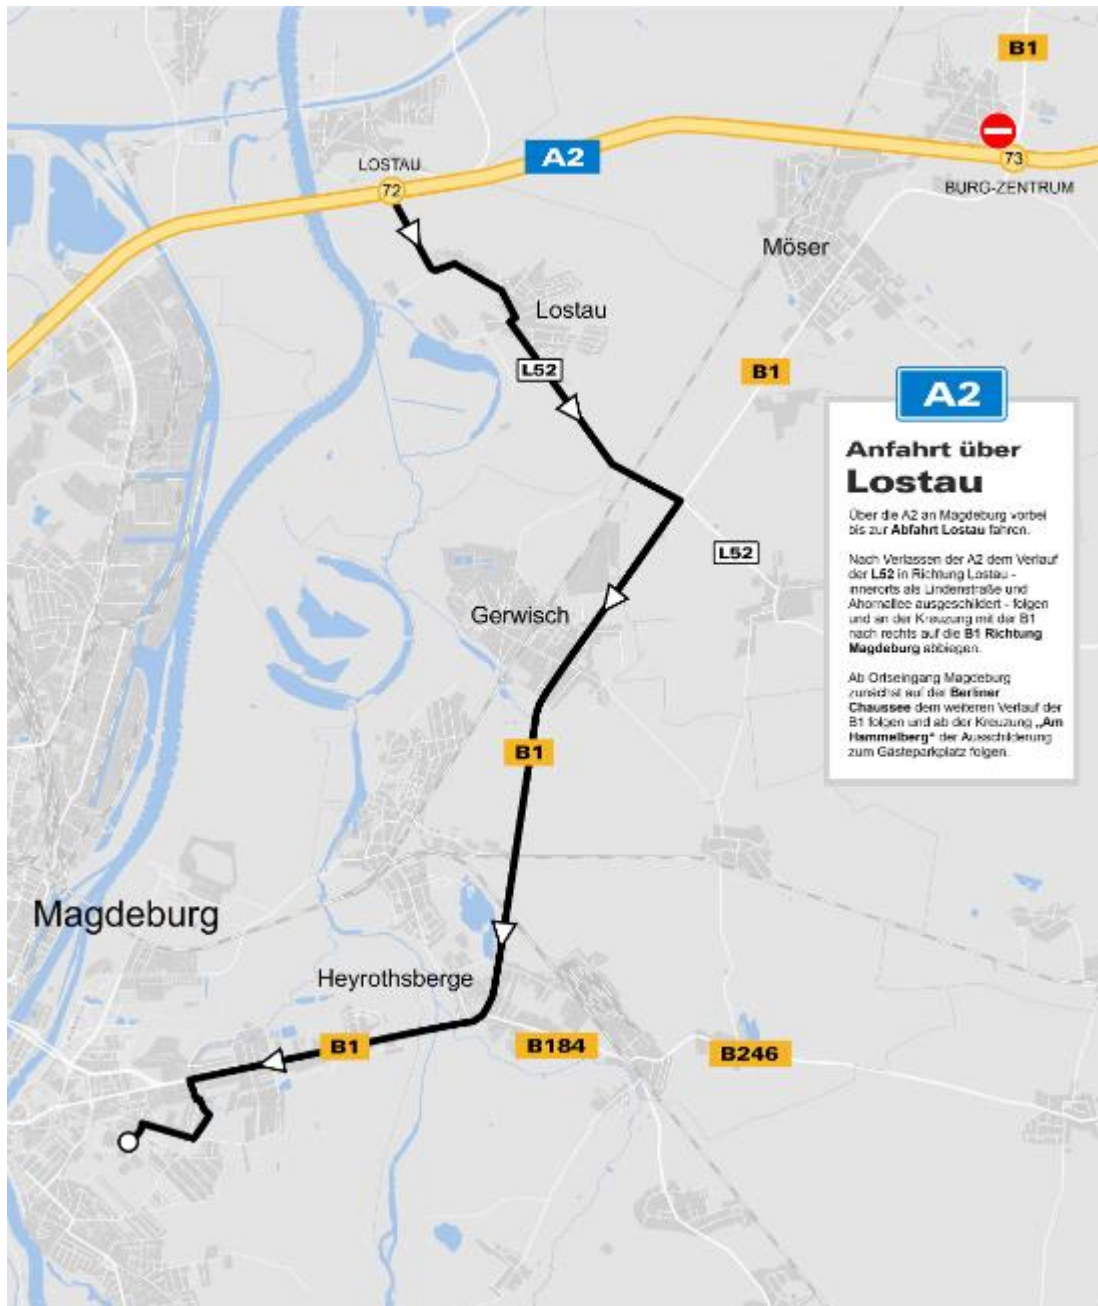 B1
A2
LOSTAU
72
73
BURG-ZENTRUM
Möser
Lostau
L52
B1
A2
Anfahrt über
Lostau
Über die A2 an Magdeburg vorbei
bis zur Abfahrt Lostau fahren.
Nach Verlassen der A2 dem Verlauf
der L52 in Richtung Lostau -
innerorts als Lindenstraße und
Ahornallee ausgeschildert - folgen
und an der Kreuzung mit der B1
nach rechts auf die B1 Richtung
Magdeburg abbiegen.
Ab Ortseingang Magdeburg
zunächst auf der Berliner
Chaussee dem weiteren Verlauf der
B1 folgen und ab der Kreuzung „Am
Hammelberg“ der Ausschilderung
zum Gästeparkplatz folgen.
L52
Gerwisch
B1
Magdeburg
Heyrothsberge
B1
B184
B246